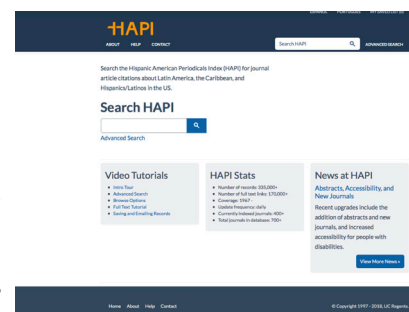 ESPAÑOL PORTUGUÊS MY SAVED LIST (0)
HAPI
ABOUT HELP CONTACT
Search HAPI
ADVANCED SEARCH
Search the Hispanic American Periodicals Index (HAPI) for journal
article citations about Latin America, the Caribbean, and
Hispanics/Latinos in the US.
Search HAPI
Advanced Search
Video Tutorials
Intro Tour
Advanced Search
Browse Options
Full Text Tutorial
Saving and Emailing Records
HAPI Stats
Number of records: 335,000+
Number of full text links: 170,000+
Coverage: 1967 -
Update frequency: daily
Currently indexed journals: 400+
Total journals in database: 700+
News at HAPI
Abstracts, Accessibility, and
New Journals
Recent upgrades include the
addition of abstracts and new
journals, and increased
accessibility for people with
disabilities.
View More News »
Home About Help Contact
© Copyright 1997 - 2018, UC Regents